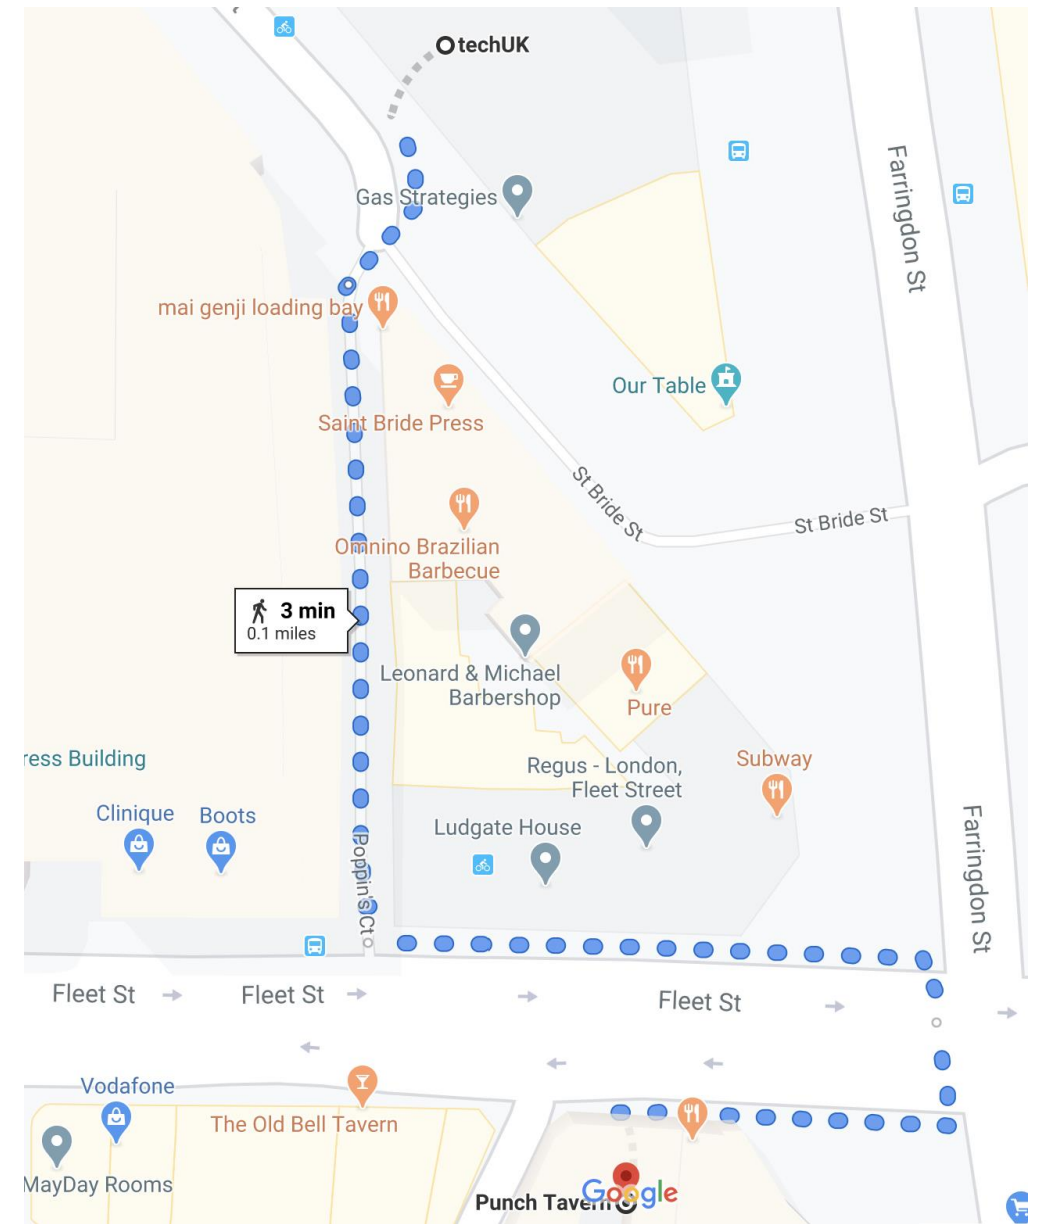 techUK
Farringdon St
Gas Strategies
mai genji loading bay
Our Table
Saint Bride Press
St Bride St
St Bride St
Omnino Brazilian
Barbecue
3 min
0.1 miles
Leonard & Michael
Barbershop
Pure
ress Building
Regus - London,
Fleet Street
Subway
Clinique
Boots
Ludgate House
Farringdon St
Poppin's Ct
Fleet St
Fleet St
Fleet St
Vodafone
The Old Bell Tavern
MayDay Rooms
Punch Tavern
Google